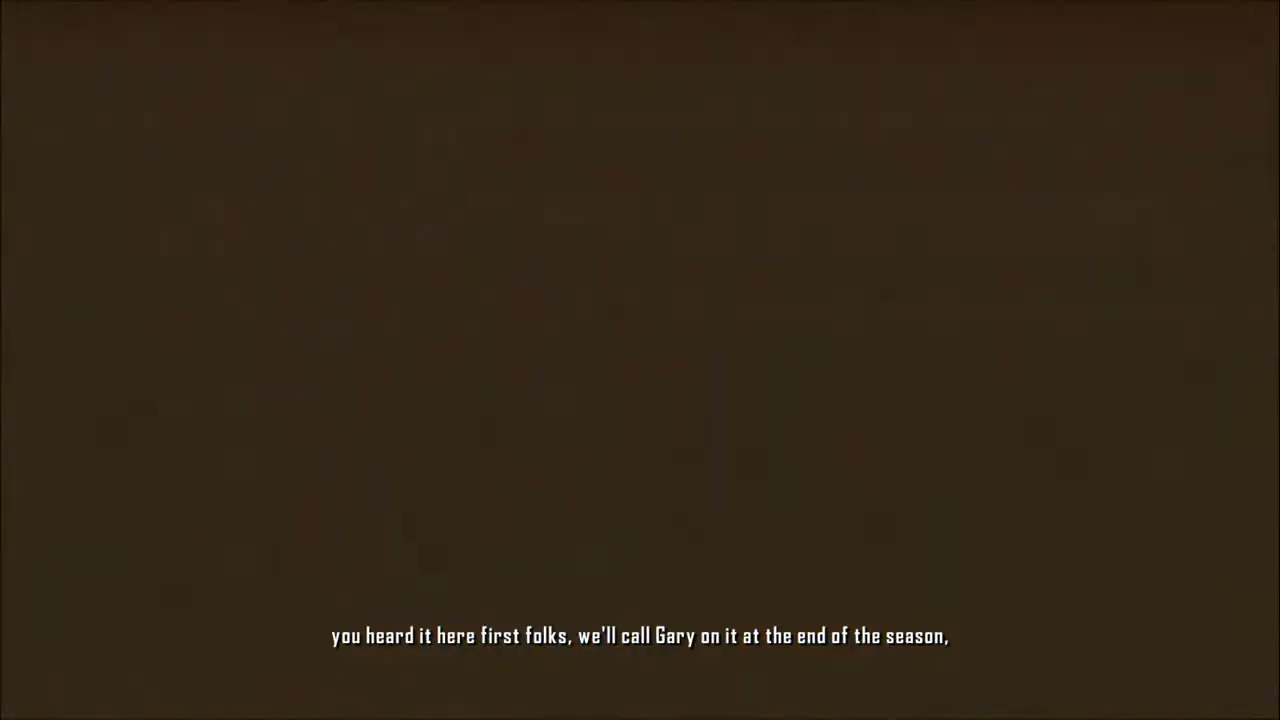 you heard it here first folks, we'll call Gary on it at the end of the season,